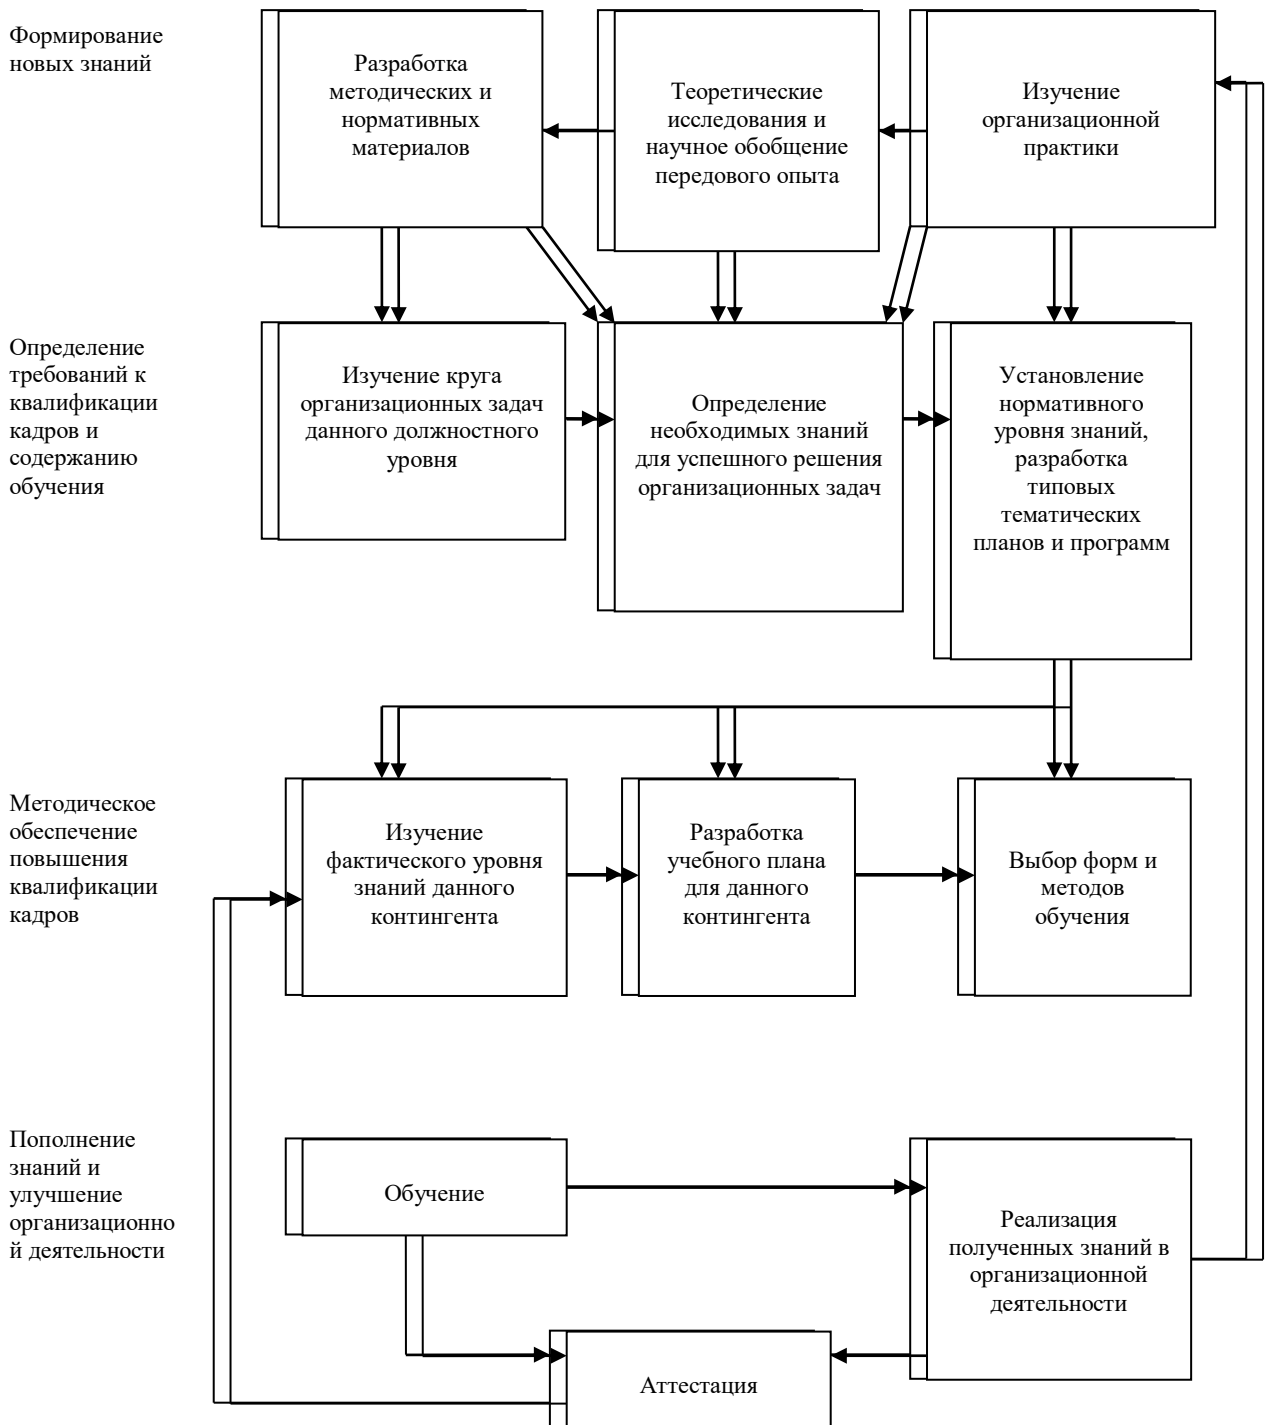 Формирование
новых знаний
Разработка
методических и
нормативных
материалов
Теоретические
исследования и
научное обобщение
передового опыта
Изучение
организационной
практики
Определение
требований к
квалификации
кадров и
содержанию
обучения
Изучение круга
организационных задач
данного должностного
уровня
Определение
необходимых знаний
для успешного решения
организационных задач
Установление
нормативного
уровня знаний,
разработка
типовых
тематических
планов и программ
Методическое
обеспечение
повышения
квалификации
кадров
Изучение
фактического уровня
знаний данного
контингента
Разработка
учебного плана
для данного
контингента
Выбор форм и
методов
обучения
Пополнение
знаний и
улучшение
организационно
й деятельности
Обучение
Реализация
полученных знаний в
организационной
деятельности
Аттестация